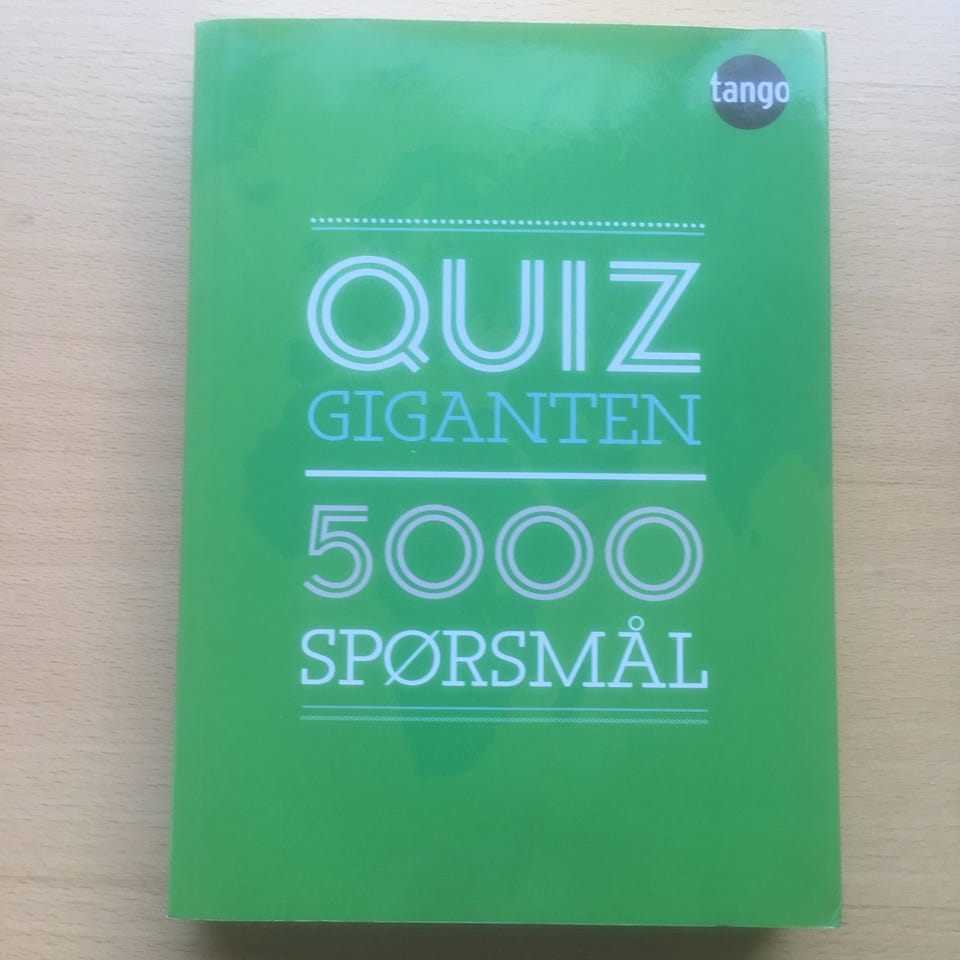 tango
QUIZ
GIGANTEN
5000
SPØRSMÅL